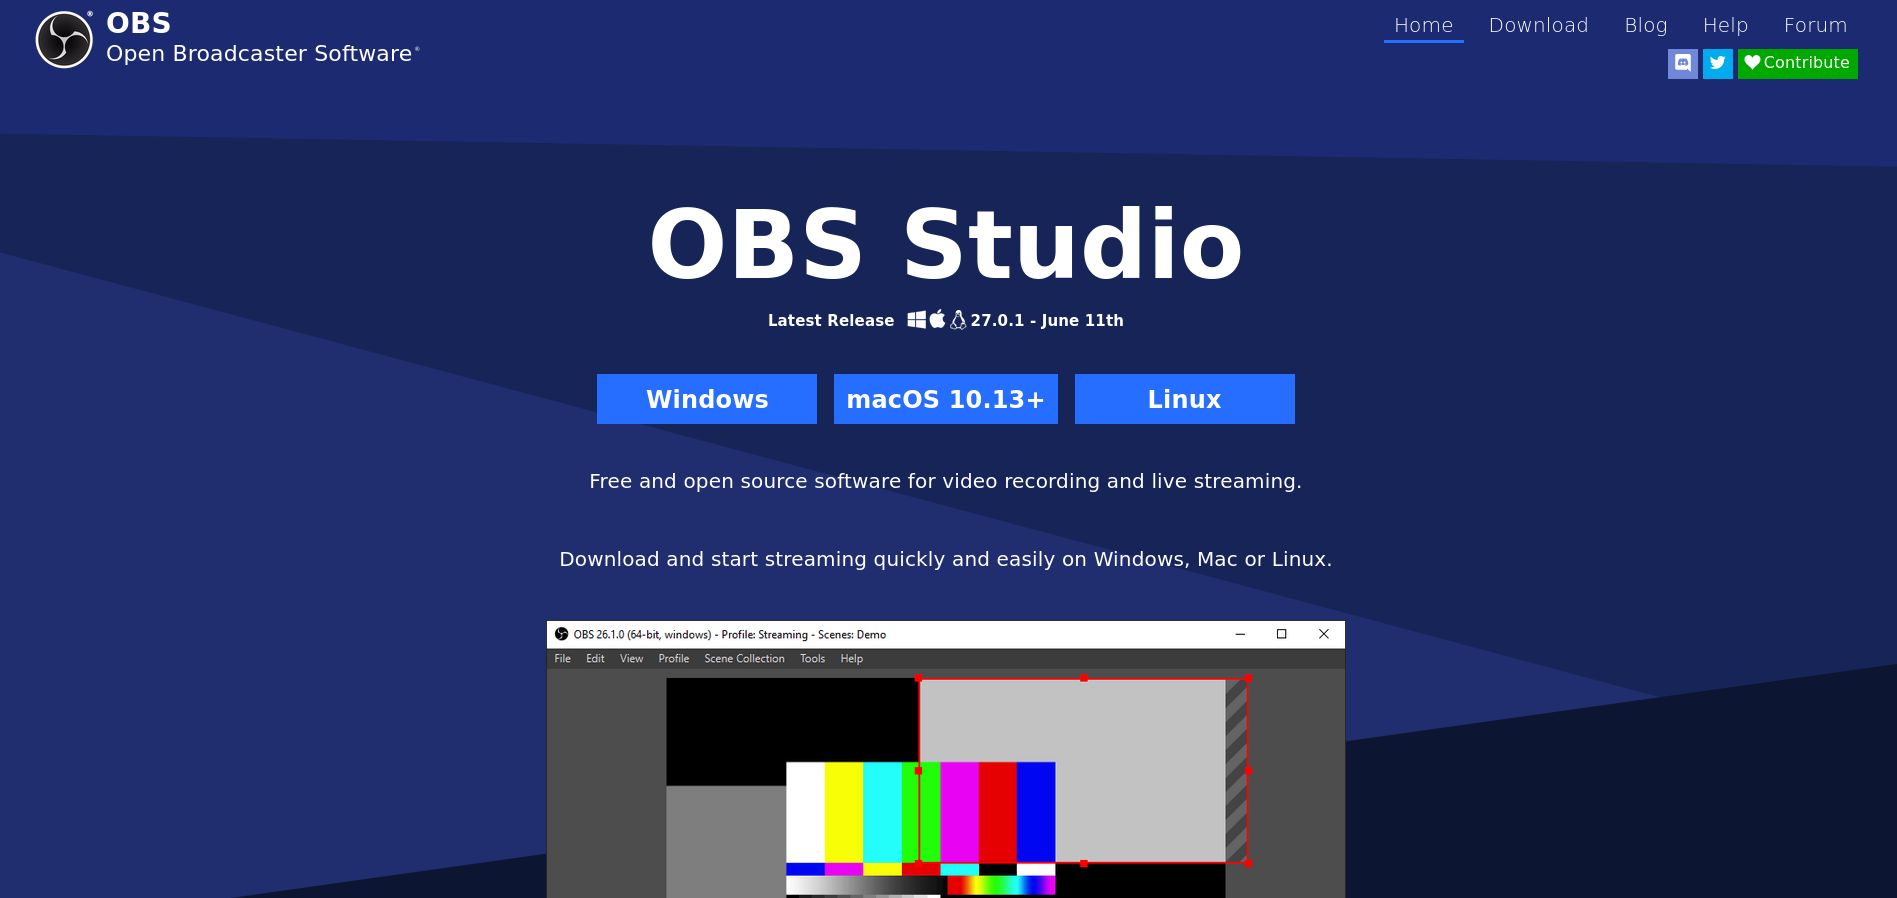 OBS
Open Broadcaster Software®
Home Download Blog Help Forum
Contribute
OBS Studio
Latest Release 27.0.1 - June 11th
Windows macOS 10.13+ Linux
Free and open source software for video recording and live streaming.
Download and start streaming quickly and easily on Windows, Mac or Linux.
OBS 26.1.0 (64-bit, windows) - Profile: Streaming - Scenes: Demo
File Edit View Profile Scene Collection Tools Help